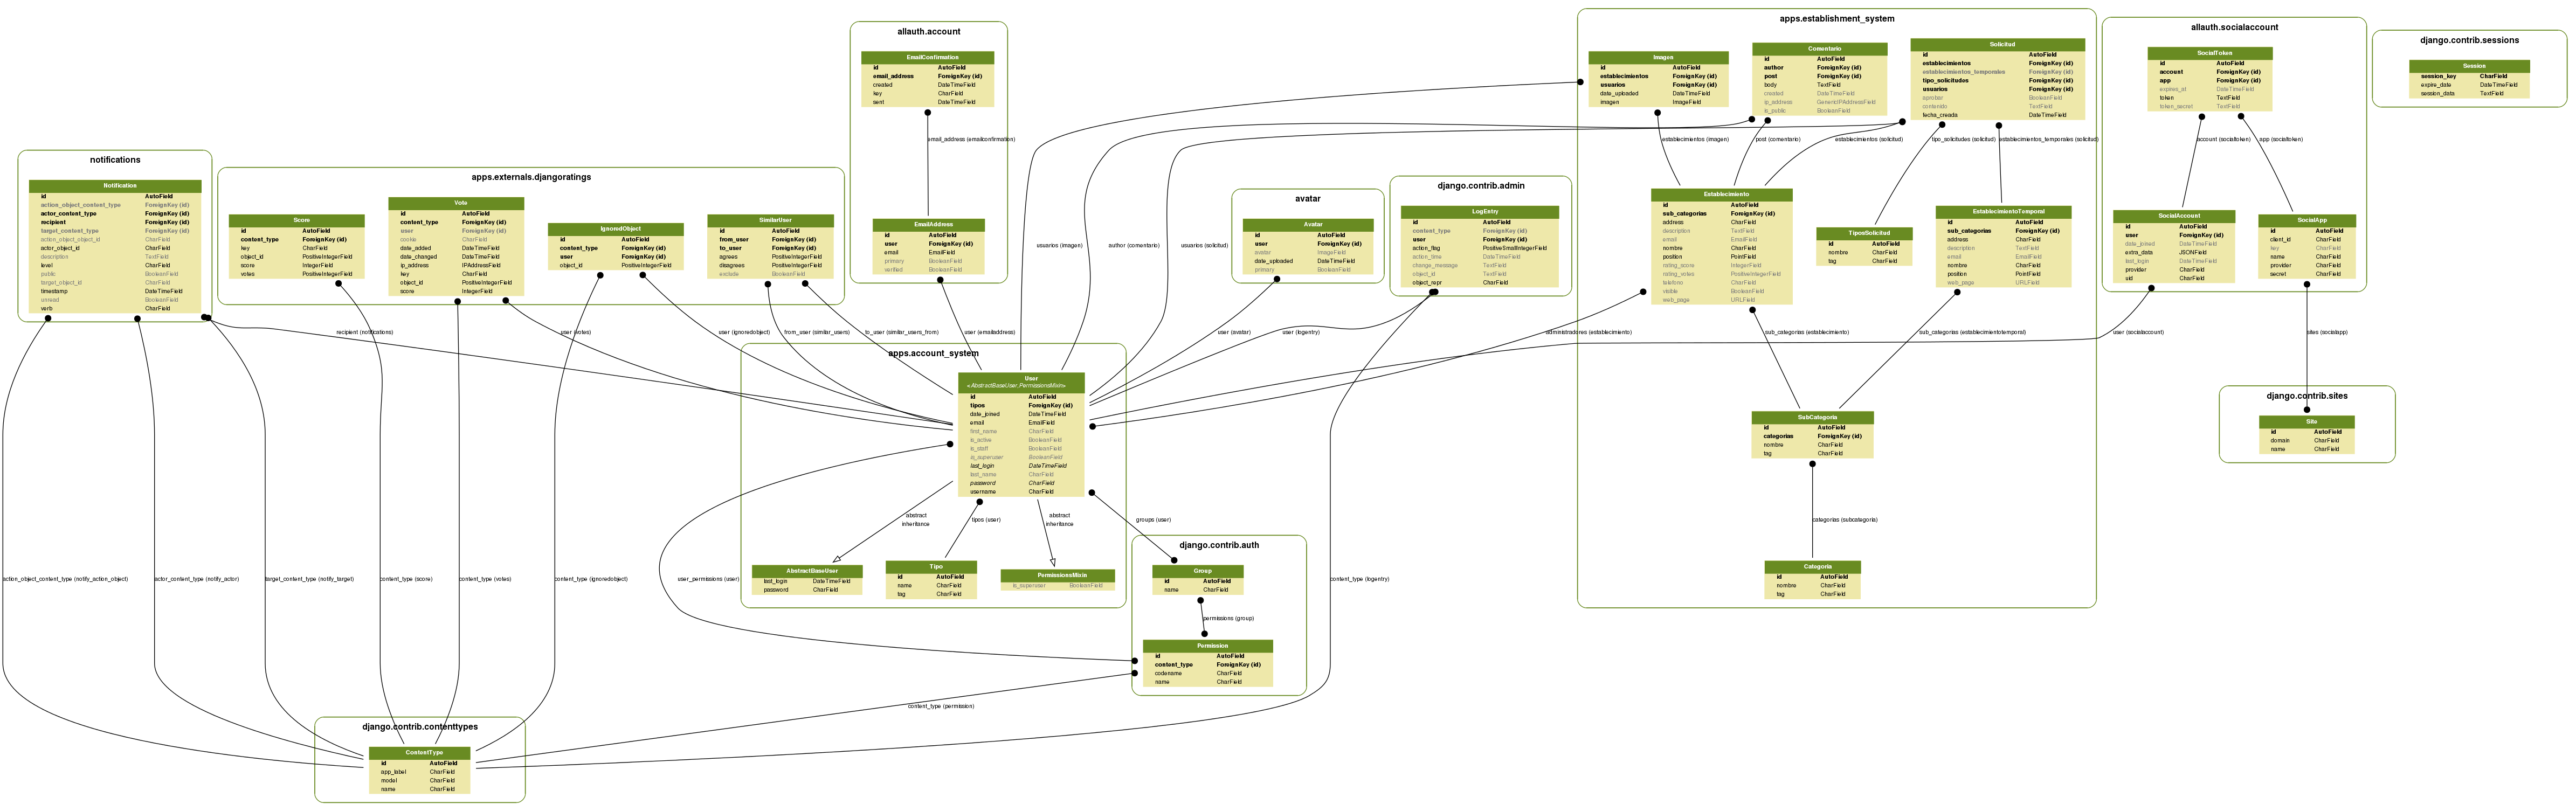 notifications
Notification
id AutoField
action_object_content_type ForeignKey (id)
actor_content_type ForeignKey (id)
recipient ForeignKey (id)
target_content_type ForeignKey (id)
action_object_object_id CharField
actor_object_id CharField
description TextField
level CharField
public BooleanField
target_object_id CharField
timestamp DateTimeField
unread BooleanField
verb CharField
apps.externals.djangoratings
Score
id AutoField
content_type ForeignKey (id)
key CharField
object_id PositiveIntegerField
score IntegerField
votes PositiveIntegerField
Vote
id AutoField
content_type ForeignKey (id)
user ForeignKey (id)
cookie CharField
date_added DateTimeField
date_changed DateTimeField
ip_address IPAddressField
key CharField
object_id PositiveIntegerField
score IntegerField
IgnoredObject
id AutoField
content_type ForeignKey (id)
user ForeignKey (id)
object_id PositiveIntegerField
SimilarUser
id AutoField
from_user ForeignKey (id)
to_user ForeignKey (id)
agrees PositiveIntegerField
disagrees PositiveIntegerField
exclude BooleanField
allauth.account
EmailConfirmation
id AutoField
email_address ForeignKey (id)
created DateTimeField
key CharField
sent DateTimeField
email_address (emailconfirmation)
EmailAddress
id AutoField
user ForeignKey (id)
email EmailField
primary BooleanField
verified BooleanField
avatar
Avatar
id AutoField
user ForeignKey (id)
avatar ImageField
date_uploaded DateTimeField
primary BooleanField
django.contrib.admin
LogEntry
id AutoField
content_type ForeignKey (id)
user ForeignKey (id)
action_flag PositiveSmallIntegerField
action_time DateTimeField
change_message TextField
object_id TextField
object_repr CharField
apps.establishment_system
Imagen
id AutoField
establecimientos ForeignKey (id)
usuarios ForeignKey (id)
date_uploaded DateTimeField
imagen ImageField
Comentario
id AutoField
author ForeignKey (id)
post ForeignKey (id)
body TextField
created DateTimeField
ip_address GenericIPAddressField
is_public BooleanField
Solicitud
id AutoField
establecimientos ForeignKey (id)
establecimientos_temporales ForeignKey (id)
tipo_solicitudes ForeignKey (id)
usuarios ForeignKey (id)
aprobar BooleanField
contenido TextField
fecha_creada DateTimeField
establecimientos (imagen)
post (comentario)
establecimientos (solicitud)
tipo_solicitudes (solicitud)
establecimientos_temporales (solicitud)
Establecimiento
id AutoField
sub_categorias ForeignKey (id)
address CharField
description TextField
email EmailField
nombre CharField
position PointField
rating_score IntegerField
rating_votes PositiveIntegerField
telefono CharField
visible BooleanField
web_page URLField
TiposSolicitud
id AutoField
nombre CharField
tag CharField
EstablecimientoTemporal
id AutoField
sub_categorias ForeignKey (id)
address CharField
description TextField
email EmailField
nombre CharField
position PointField
web_page URLField
allauth.socialaccount
SocialToken
id AutoField
account ForeignKey (id)
app ForeignKey (id)
expires_at DateTimeField
token TextField
token_secret TextField
account (socialtoken)
app (socialtoken)
SocialAccount
id AutoField
user ForeignKey (id)
date_joined DateTimeField
extra_data JSONField
last_login DateTimeField
provider CharField
uid CharField
SocialApp
id AutoField
client_id CharField
key CharField
name CharField
provider CharField
secret CharField
django.contrib.sessions
Session
session_key CharField
expire_date DateTimeField
session_data TextField
usuarios (imagen)
author (comentario)
usuarios (solicitud)
recipient (notifications)
user (votes)
user (ignoredobject)
from_user (similar_users)
to_user (similar_users_from)
user (emailaddress)
user (avatar)
user (logentry)
administradores (establecimiento)
sub_categorias (establecimiento)
sub_categorias (establecimientotemporal)
user (socialaccount)
sites (socialapp)
apps.account_system
User
<AbstractBaseUser,PermissionsMixin>
id AutoField
tipos ForeignKey (id)
date_joined DateTimeField
email EmailField
first_name CharField
is_active BooleanField
is_staff BooleanField
is_superuser BooleanField
last_login DateTimeField
last_name CharField
password CharField
username CharField
abstract
inheritance
tipos (user)
abstract
inheritance
groups (user)
AbstractBaseUser
last_login DateTimeField
password CharField
Tipo
id AutoField
name CharField
tag CharField
PermissionsMixin
is_superuser BooleanField
django.contrib.auth
Group
id AutoField
name CharField
permissions (group)
Permission
id AutoField
content_type ForeignKey (id)
codename CharField
name CharField
SubCategoria
id AutoField
categorias ForeignKey (id)
nombre CharField
tag CharField
categorias (subcategoria)
Categoria
id AutoField
nombre CharField
tag CharField
django.contrib.sites
Site
id AutoField
domain CharField
name CharField
action_object_content_type (notify_action_object)
actor_content_type (notify_actor)
target_content_type (notify_target)
content_type (score)
content_type (votes)
content_type (ignoredobject)
user_permissions (user)
content_type (logentry)
content_type (permission)
django.contrib.contenttypes
ContentType
id AutoField
app_label CharField
model CharField
name CharField